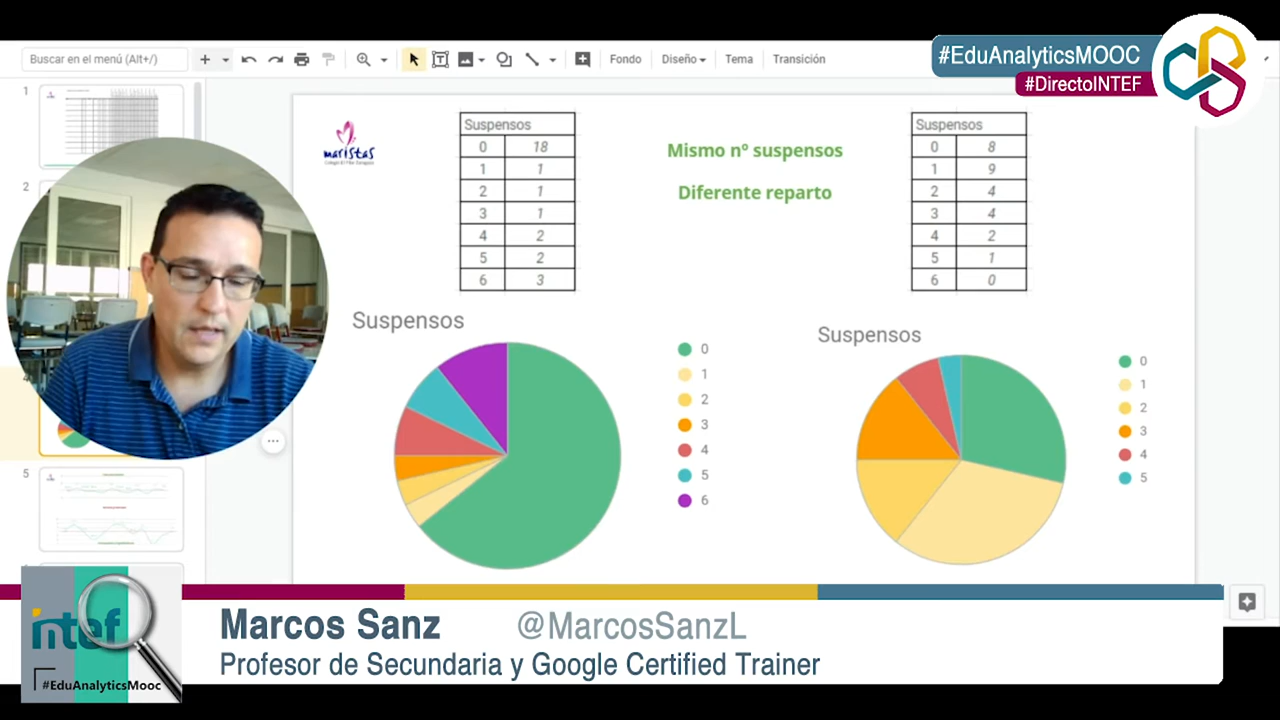 Buscar en el menú (Alt+/)
Fondo
Diseño
Tema
Transición
#EduAnalyticsMOOC
#DirectoINTEF
1
2
4
5
maristas
Suspensos
0 18
1 1
2 1
3 1
4 2
5 2
6 3
Mismo nº suspensos
Diferente reparto
Suspensos
0 8
1 9
2 4
3 4
4 2
5 1
6 0
Suspensos
0
1
2
3
4
5
6
Suspensos
0
1
2
3
4
5
intef
#EduAnalyticsMooc
Marcos Sanz @MarcosSanzL
Profesor de Secundaria y Google Certified Trainer